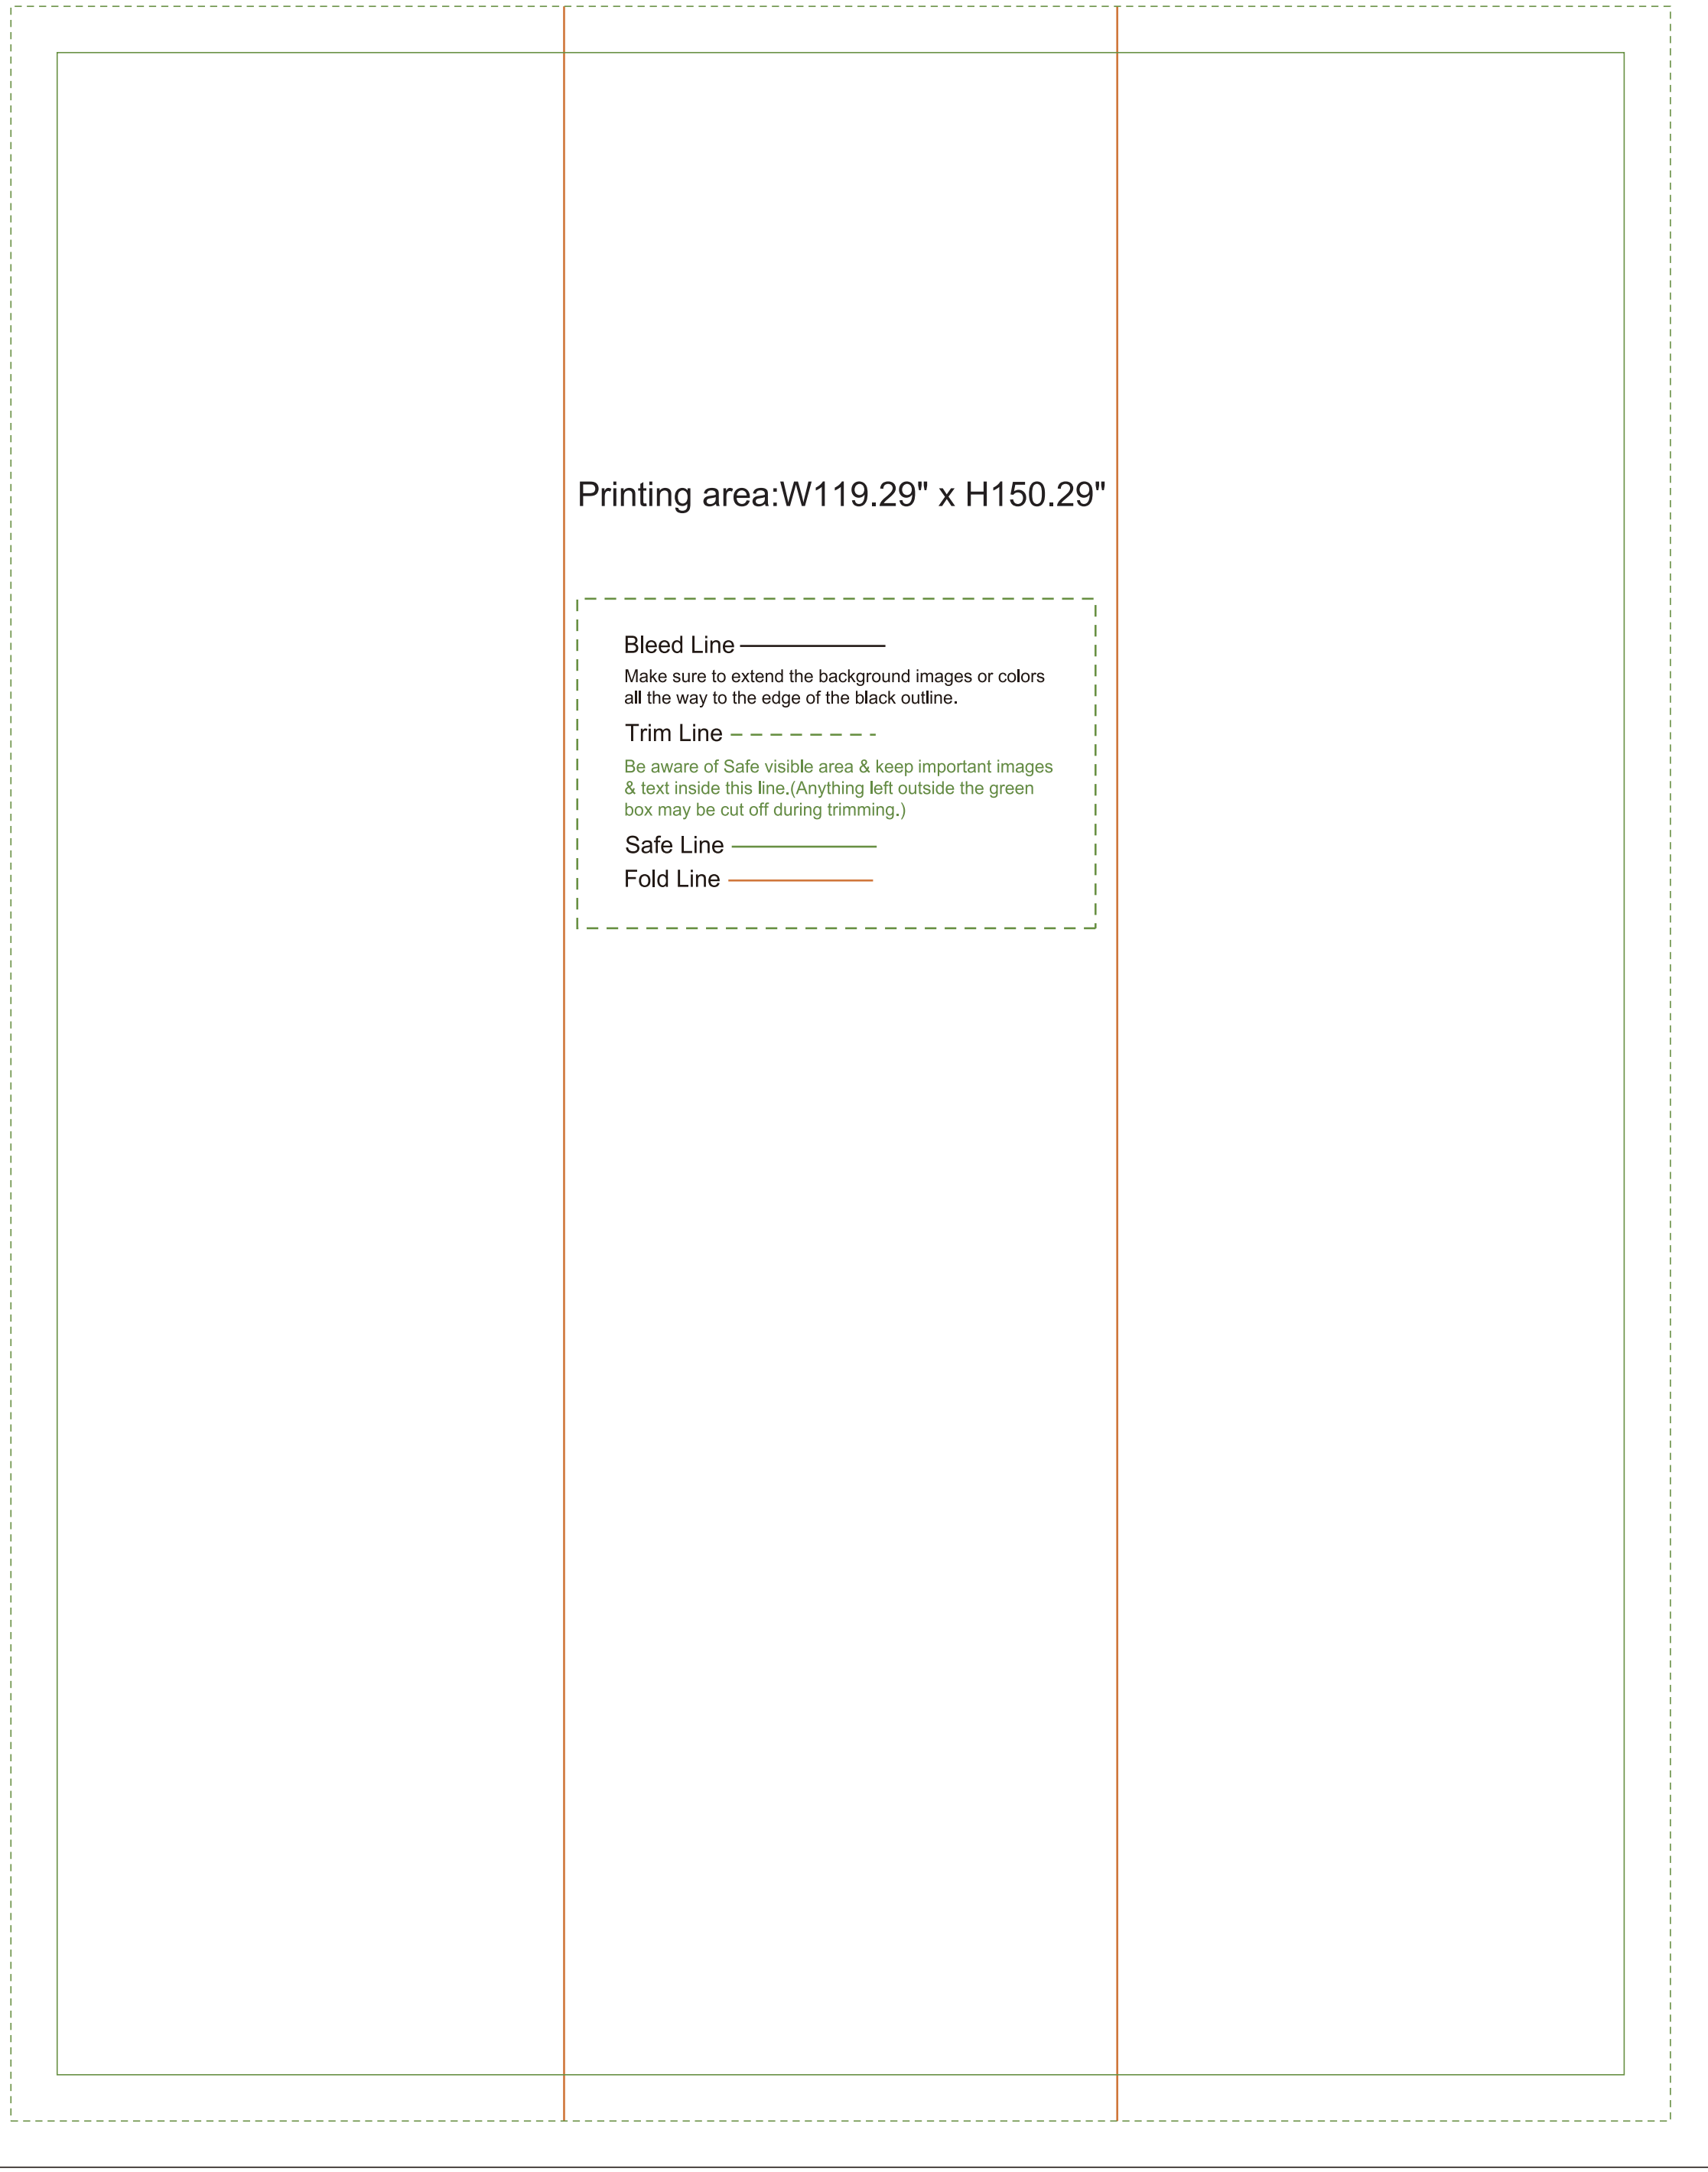 Printing area:W119.29" x H150.29"
Bleed Line
Make sure to extend the background images or colors
all the way to the edge of the black outline.
Trim Line
Be aware of Safe visible area & keep important images
& text inside this line.(Anything left outside the green
box may be cut off during trimming.)
Safe Line
Fold Line